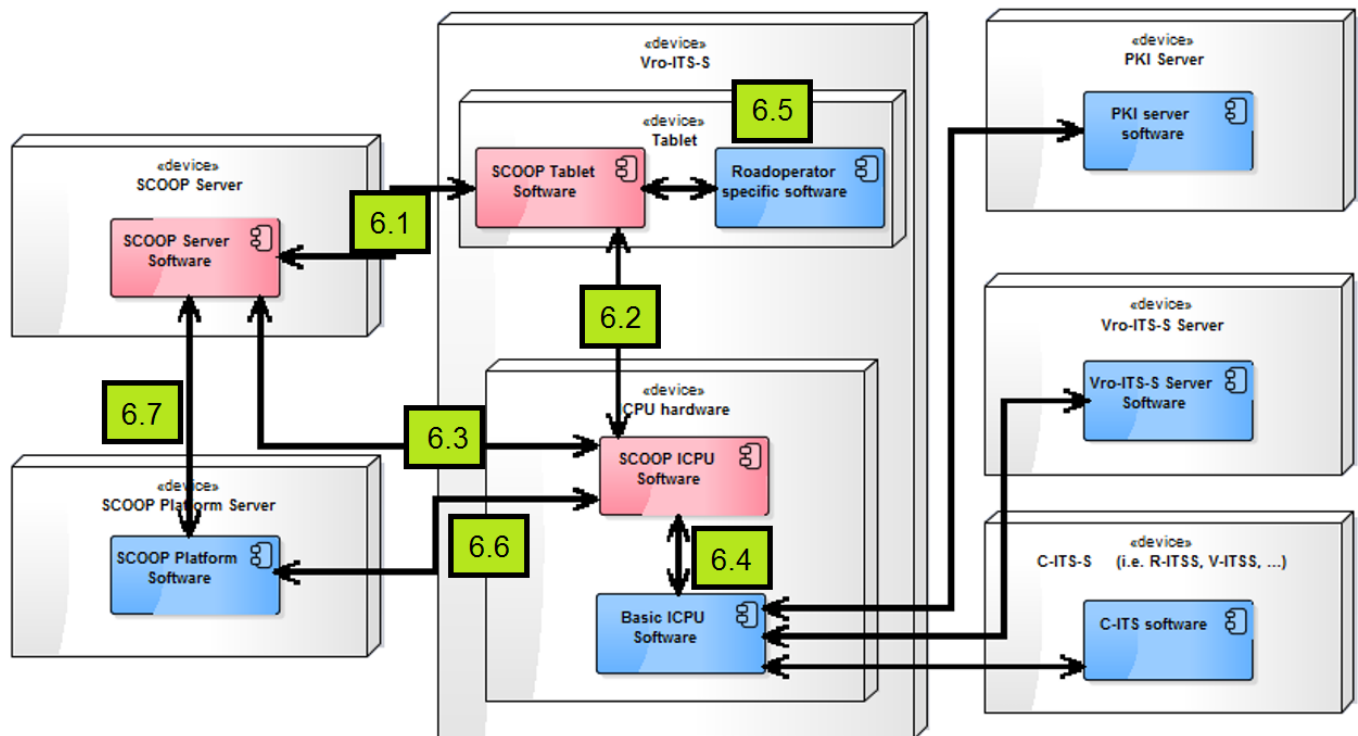 «device»
Vro-ITS-S
«device»
PKI Server
PKI server
software
«device»
Tablet
6.5
SCOOP Tablet
Software
Roadoperator
specific software
«device»
SCOOP Server
6.1
SCOOP Server
Software
6.2
«device»
Vro-ITS-S Server
Vro-ITS-S Server
Software
«device»
CPU hardware
6.7
6.3
SCOOP ICPU
Software
«device»
SCOOP Platform Server
6.6
6.4
SCOOP Platform
Software
«device»
C-ITS-S (i.e. R-ITSS, V-ITSS, ...)
Basic ICPU
Software
C-ITS software